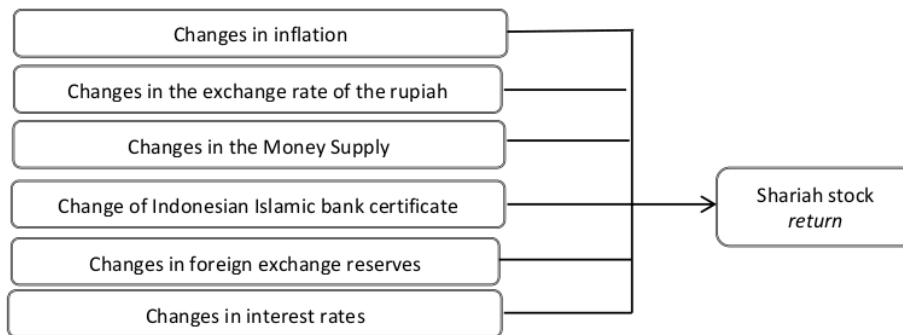 Changes in inflation
Changes in the exchange rate of the rupiah
Changes in the Money Supply
Change of Indonesian Islamic bank certificate
Changes in foreign exchange reserves
Changes in interest rates
Shariah stock
return